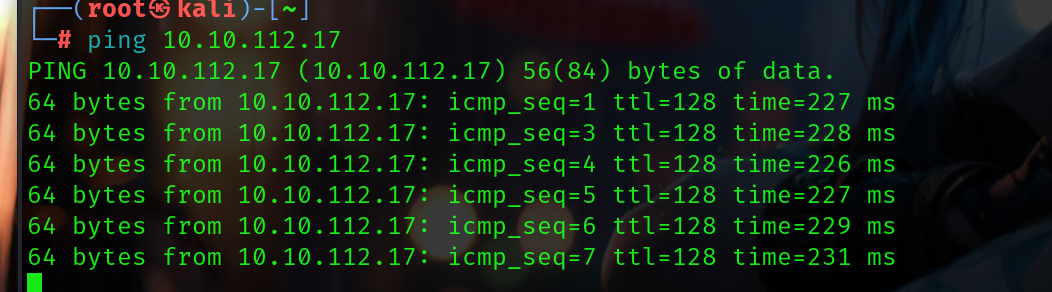 ┌──(root㉿kali)-[~]
└─# ping 10.10.112.17
PING 10.10.112.17 (10.10.112.17) 56(84) bytes of data.
64 bytes from 10.10.112.17: icmp_seq=1 ttl=128 time=227 ms
64 bytes from 10.10.112.17: icmp_seq=3 ttl=128 time=228 ms
64 bytes from 10.10.112.17: icmp_seq=4 ttl=128 time=226 ms
64 bytes from 10.10.112.17: icmp_seq=5 ttl=128 time=227 ms
64 bytes from 10.10.112.17: icmp_seq=6 ttl=128 time=229 ms
64 bytes from 10.10.112.17: icmp_seq=7 ttl=128 time=231 ms